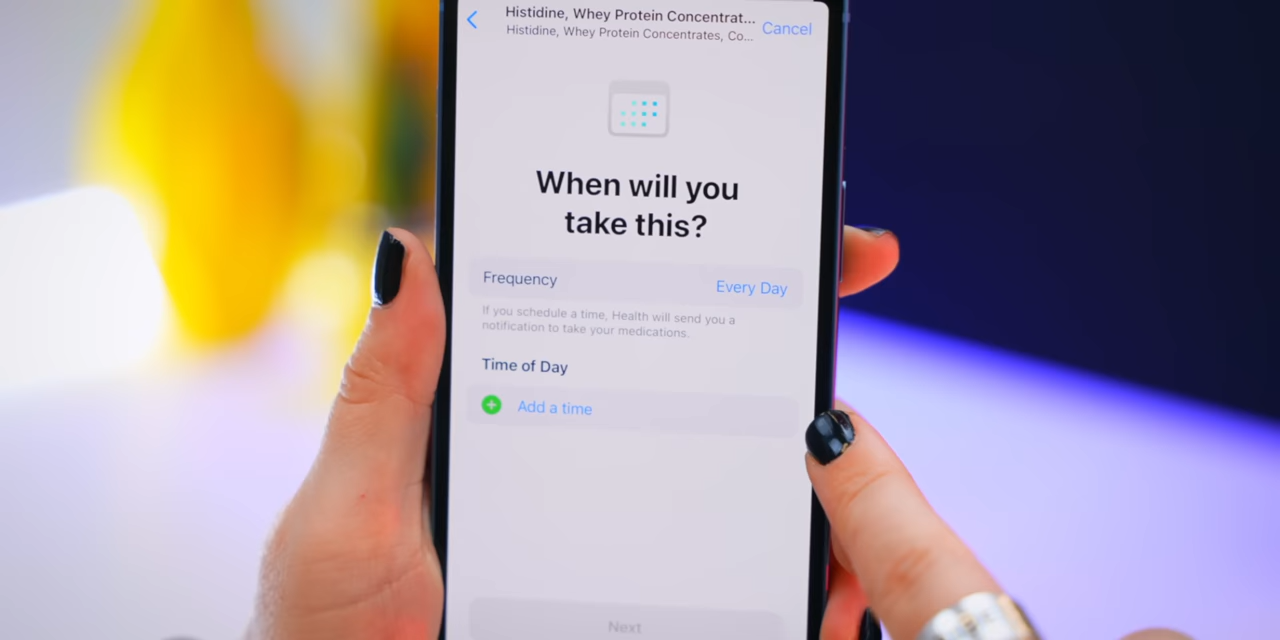 Histidine, Whey Protein Concentrat...
Histidine, Whey Protein Concentrates, Co...
Cancel
When will you
take this?
Frequency
Every Day
If you schedule a time, Health will send you a
notification to take your medications.
Time of Day
Add a time
Next